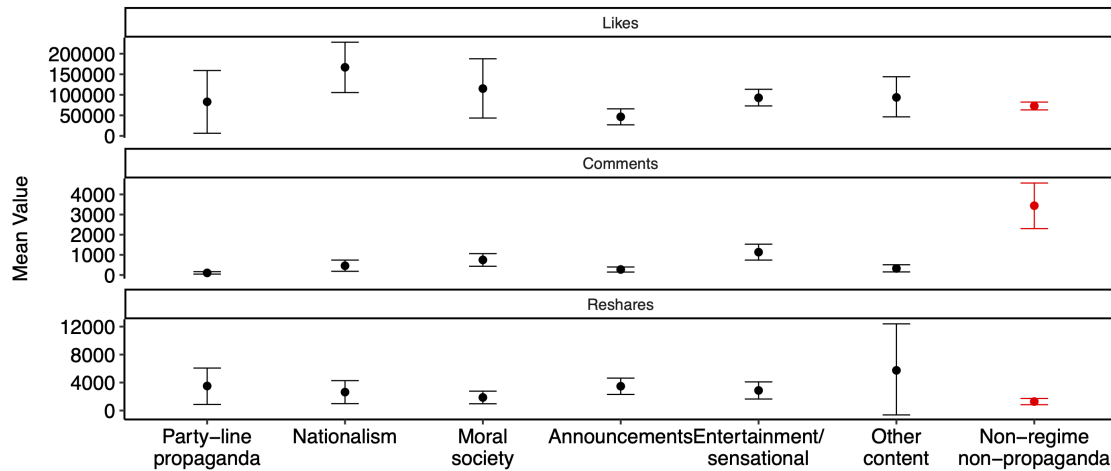 Likes
200000
150000
100000
50000
0
Comments
4000
3000
2000
1000
0
Reshares
12000
8000
4000
0
Mean Value
Party−line propaganda
Nationalism
Moral society
Announcements
Entertainment/ sensational
Other content
Non−regime non−propaganda